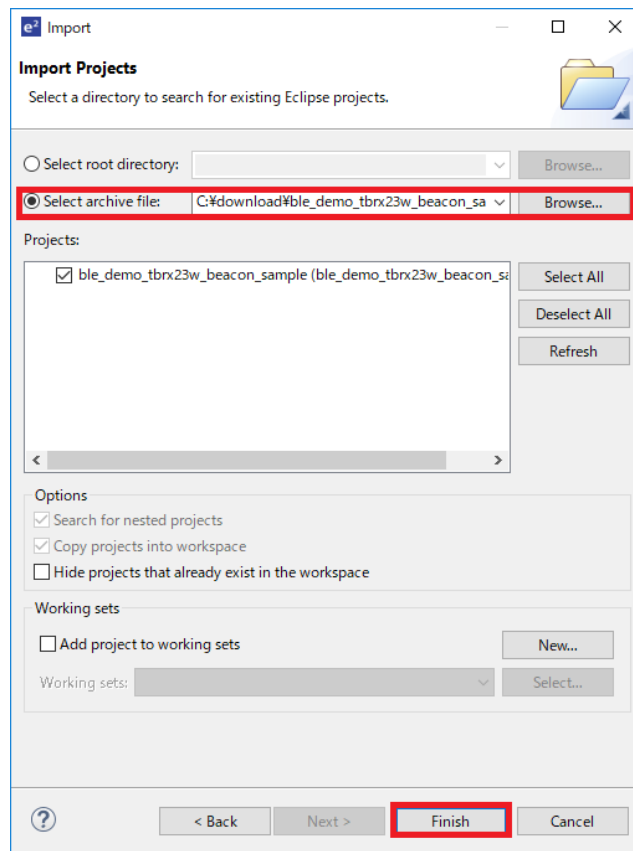 e² Import
Import Projects
Select a directory to search for existing Eclipse projects.
Select root directory: Browse...
Select archive file: C:¥download¥ble_demo_tbrx23w_beacon_sa Browse...
Projects:
ble_demo_tbrx23w_beacon_sample (ble_demo_tbrx23w_beacon_sa
Select All
Deselect All
Refresh
Options
Search for nested projects
Copy projects into workspace
Hide projects that already exist in the workspace
Working sets
Add project to working sets New...
Working sets: Select...
? < Back Next > Finish Cancel